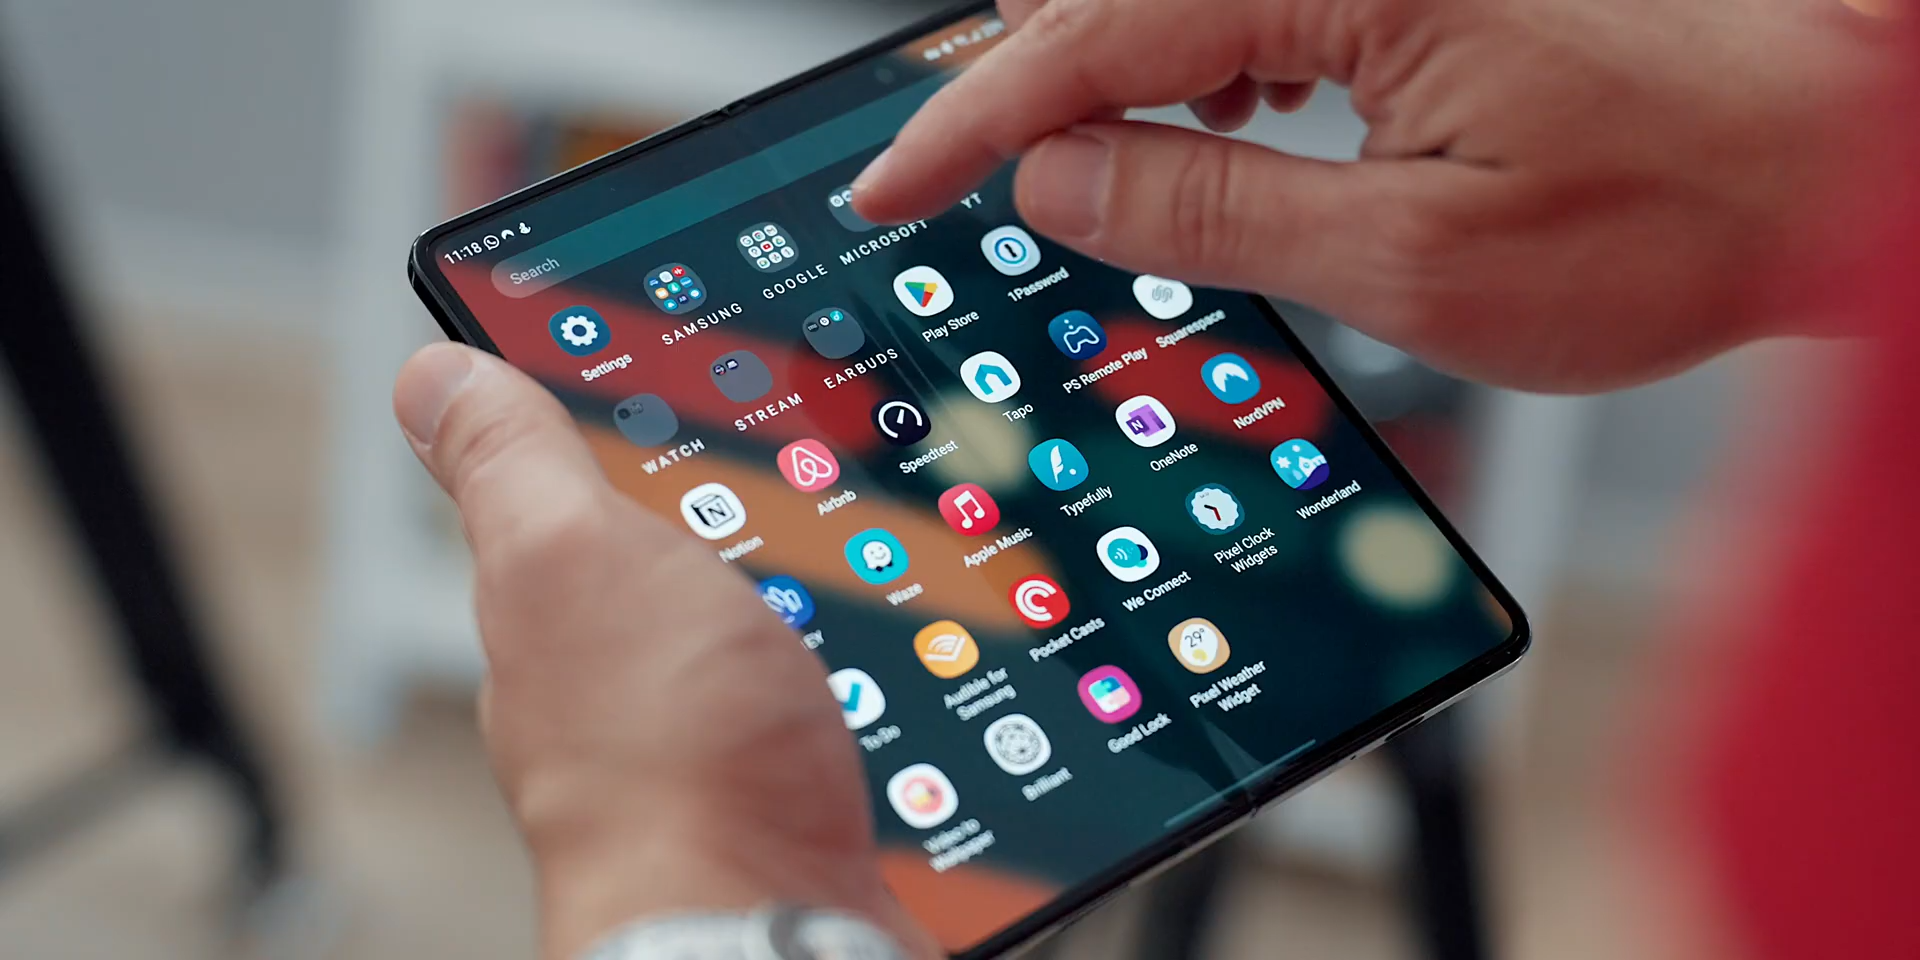 11:18
Search
Settings
SAMSUNG
GOOGLE
MICROSOFT
YT
WATCH
STREAM
EARBUDS
Play Store
1Password
Notion
Airbnb
Speedtest
Tapo
PS Remote Play
Squarespace
EY
Waze
Apple Music
Typefully
OneNote
NordVPN
To Do
Audible for
Samsung
Pocket Casts
We Connect
Pixel Clock
Widgets
Wonderland
Video to
Wallpaper
Brilliant
Good Lock
29°
Pixel Weather
Widget